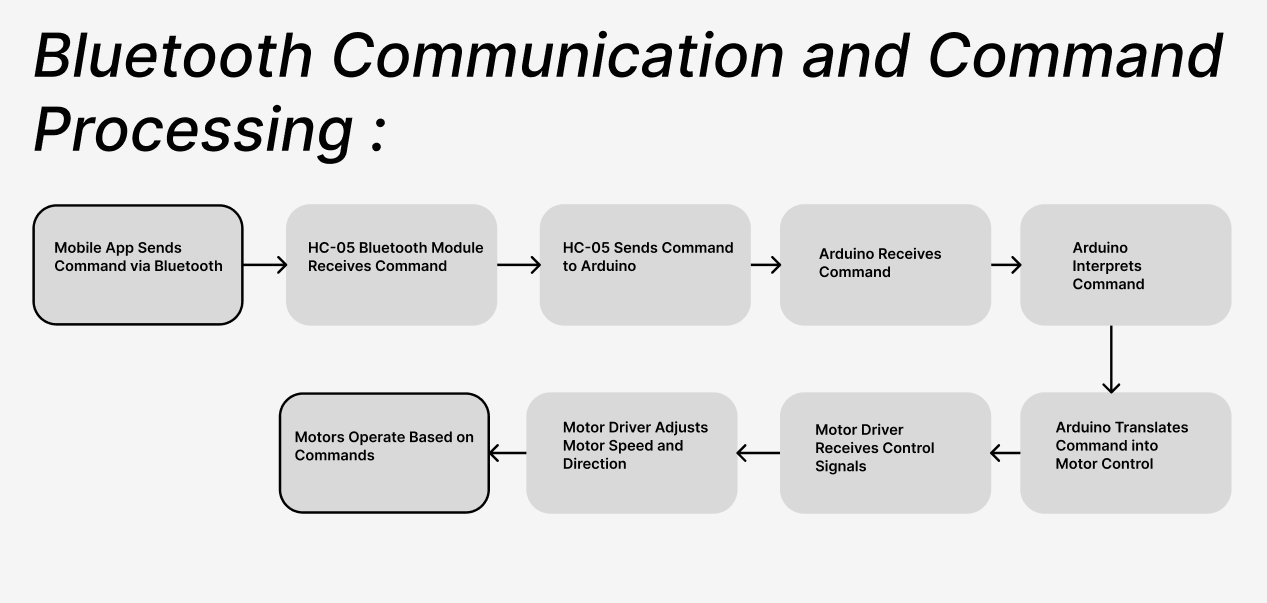 Bluetooth Communication and Command
Processing :
Mobile App Sends
Command via Bluetooth
HC-05 Bluetooth Module
Receives Command
HC-05 Sends Command
to Arduino
Arduino Receives
Command
Arduino
Interprets
Command
Arduino Translates
Command into
Motor Control
Motor Driver
Receives Control
Signals
Motor Driver Adjusts
Motor Speed and
Direction
Motors Operate Based on
Commands